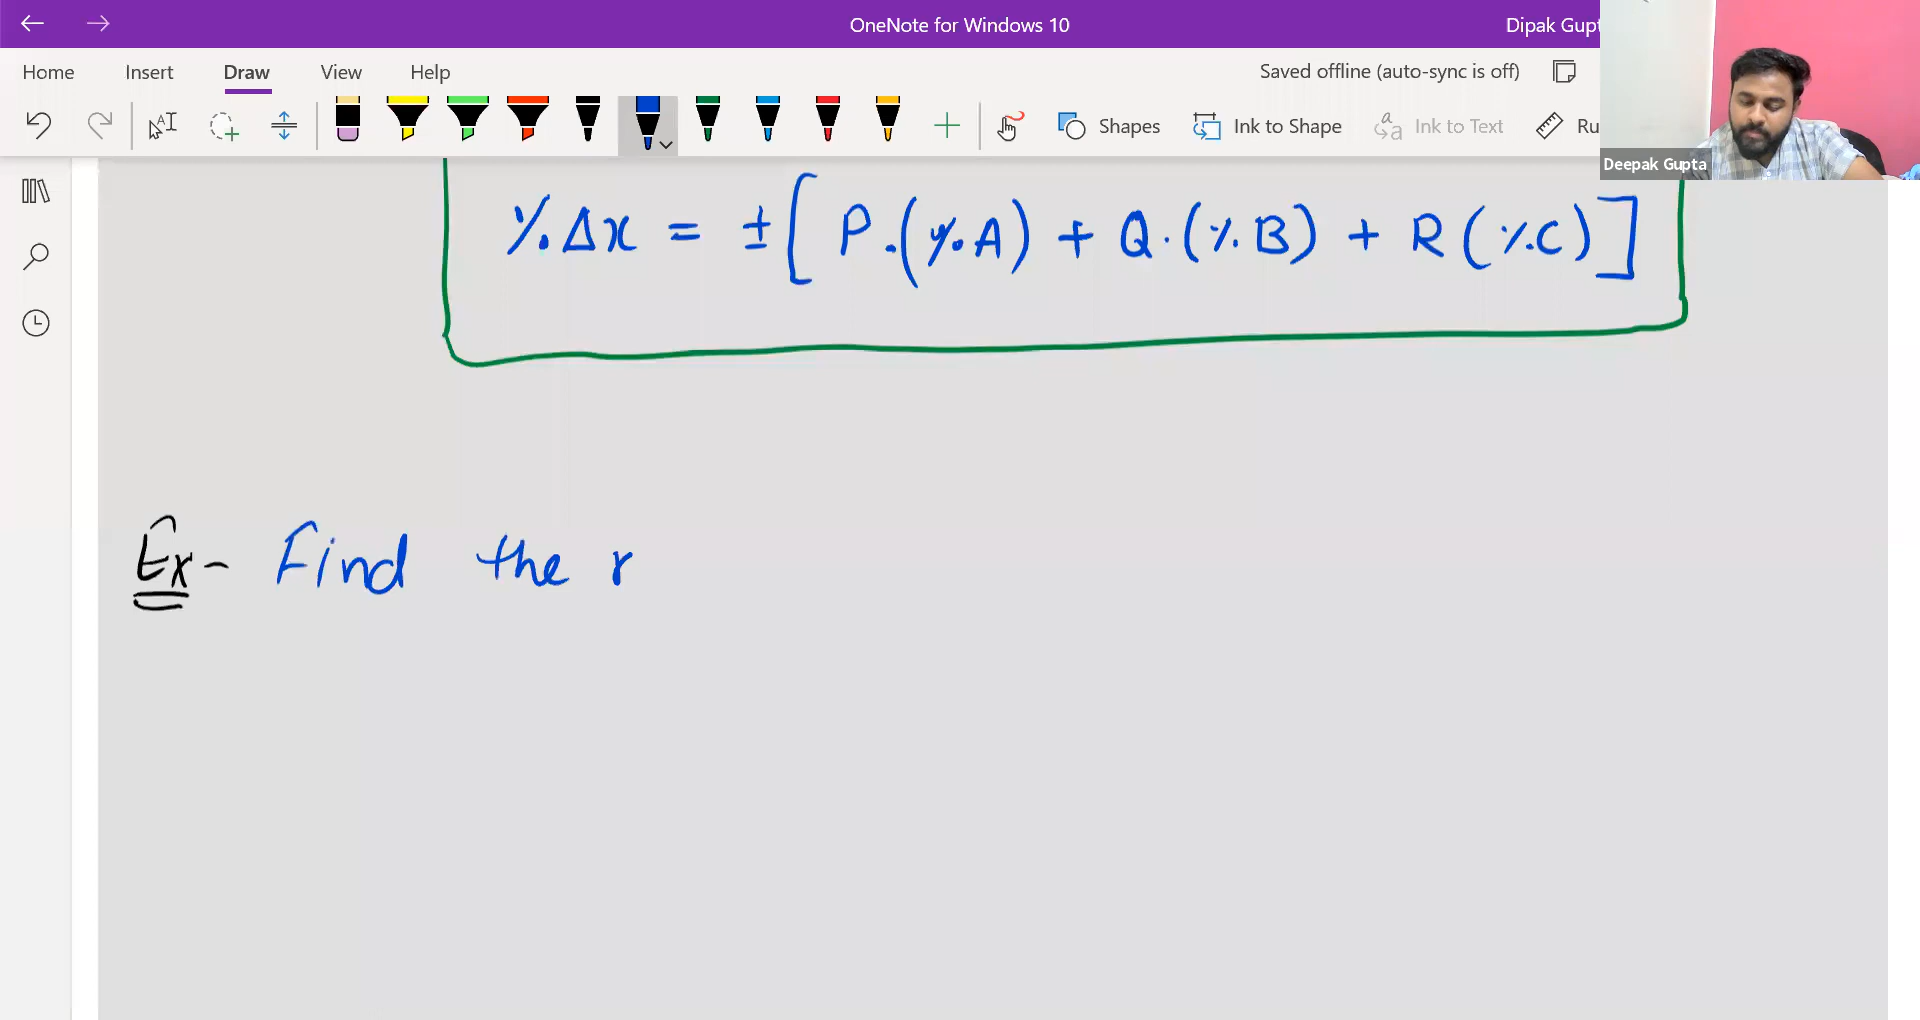 OneNote for Windows 10
Dipak Gupt
Home Insert Draw View Help
Saved offline (auto-sync is off)
Shapes Ink to Shape Ink to Text Ru
Deepak Gupta
%Δx = ±[ P.(%A) + Q.(%B) + R(%C) ]
Ex- Find the r